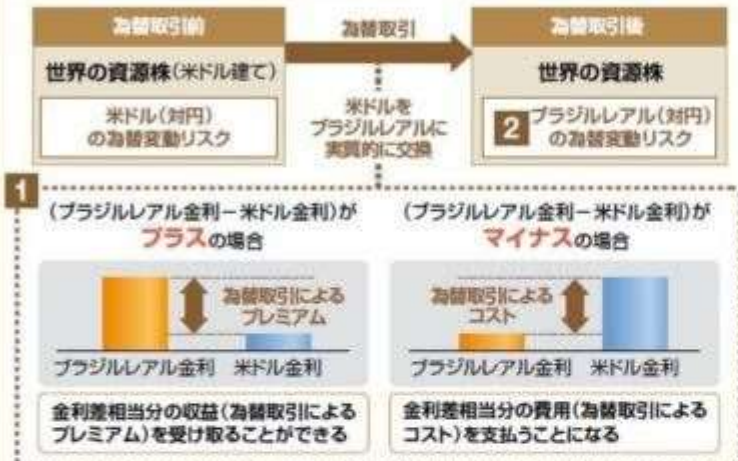 為替取引前
為替取引
為替取引後
世界の資源株(米ドル建て)
世界の資源株
米ドル(対円)
の為替変動リスク
米ドルを
ブラジルレアルに
実質的に交換
2 ブラジルレアル(対円)
の為替変動リスク
1
(ブラジルレアル金利-米ドル金利)が
プラスの場合
(ブラジルレアル金利-米ドル金利)が
マイナスの場合
為替取引による
プレミアム
為替取引による
コスト
ブラジルレアル金利 米ドル金利
ブラジルレアル金利 米ドル金利
金利差相当分の収益(為替取引による
プレミアム)を受け取ることができる
金利差相当分の費用(為替取引による
コスト)を支払うことになる